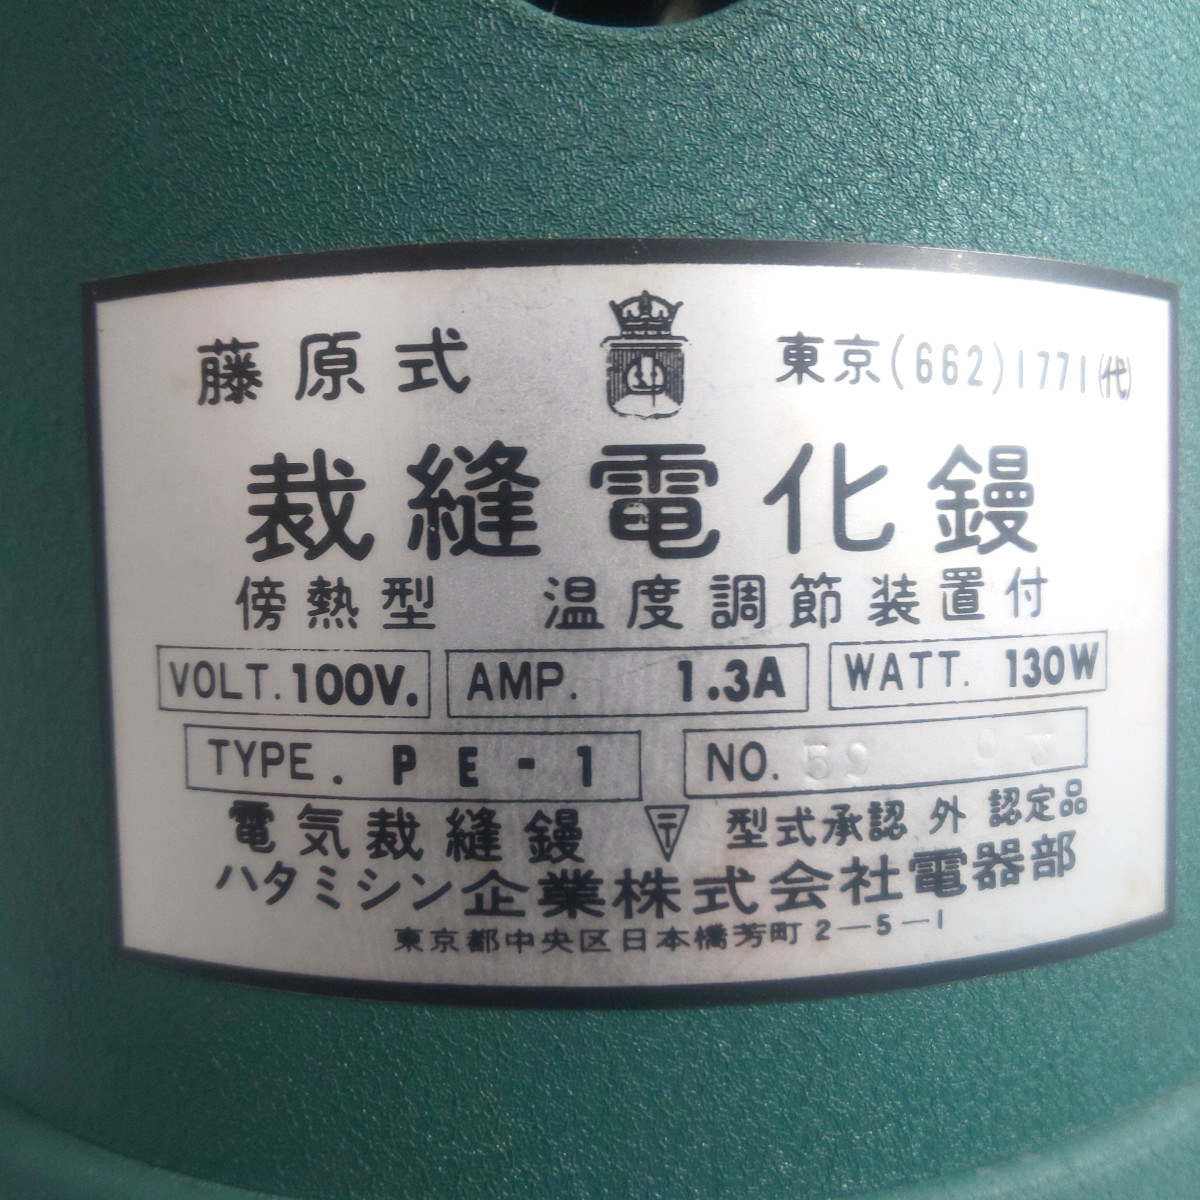 藤原式 東京(662)1771(代)
裁縫電化鏝
傍熱型 温度調節装置付
VOLT. 100V. AMP. 1.3A WATT. 130W
TYPE. PE-1 NO. 59
電気裁縫鏝 〒 型式承認外認定品
ハタミシン企業株式会社電器部
東京都中央区日本橋芳町2-5-1